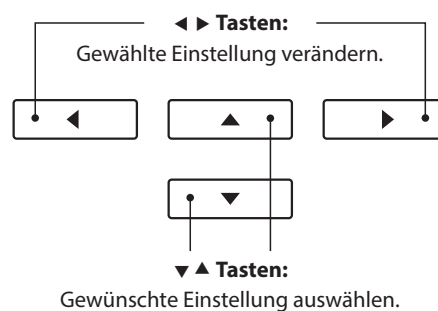 ◀ ▶ Tasten:
Gewählte Einstellung verändern.
◀
▲
▶
▼
▼ ▲ Tasten:
Gewünschte Einstellung auswählen.